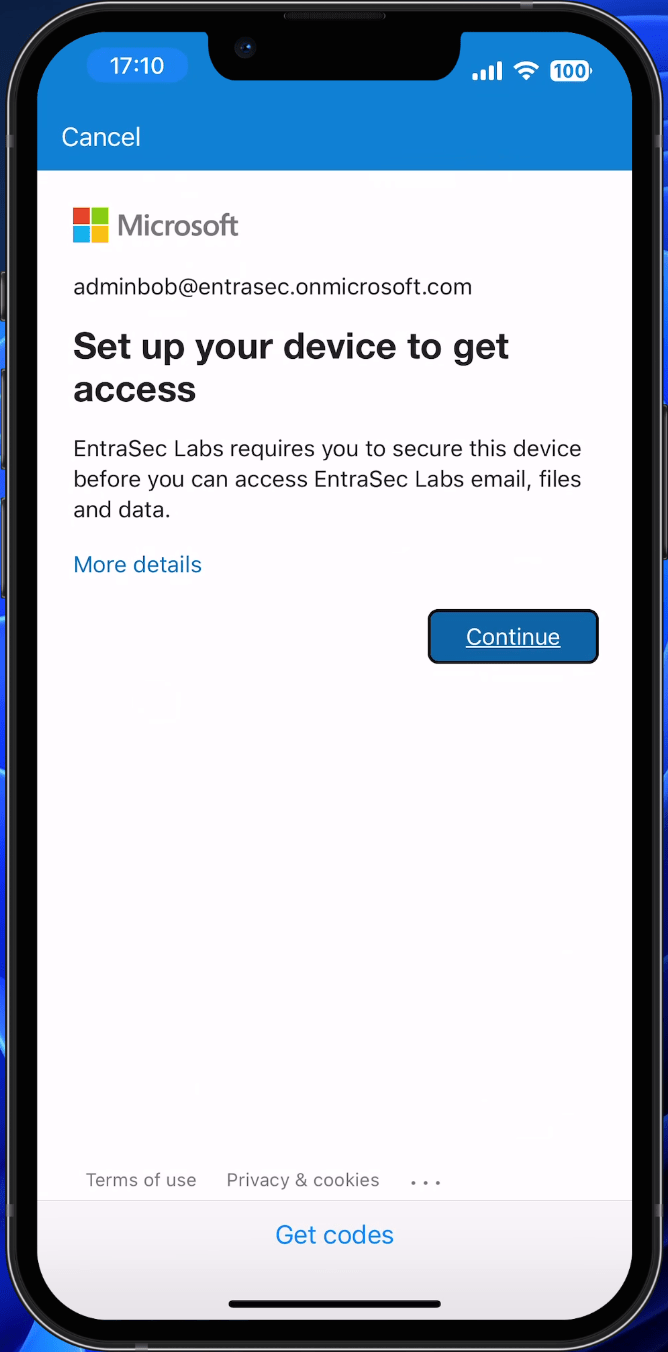 17:10
100
Cancel
Microsoft
adminbob@entrasec.onmicrosoft.com
Set up your device to get
access
EntraSec Labs requires you to secure this device
before you can access EntraSec Labs email, files
and data.
More details
Continue
Terms of use Privacy & cookies ...
Get codes